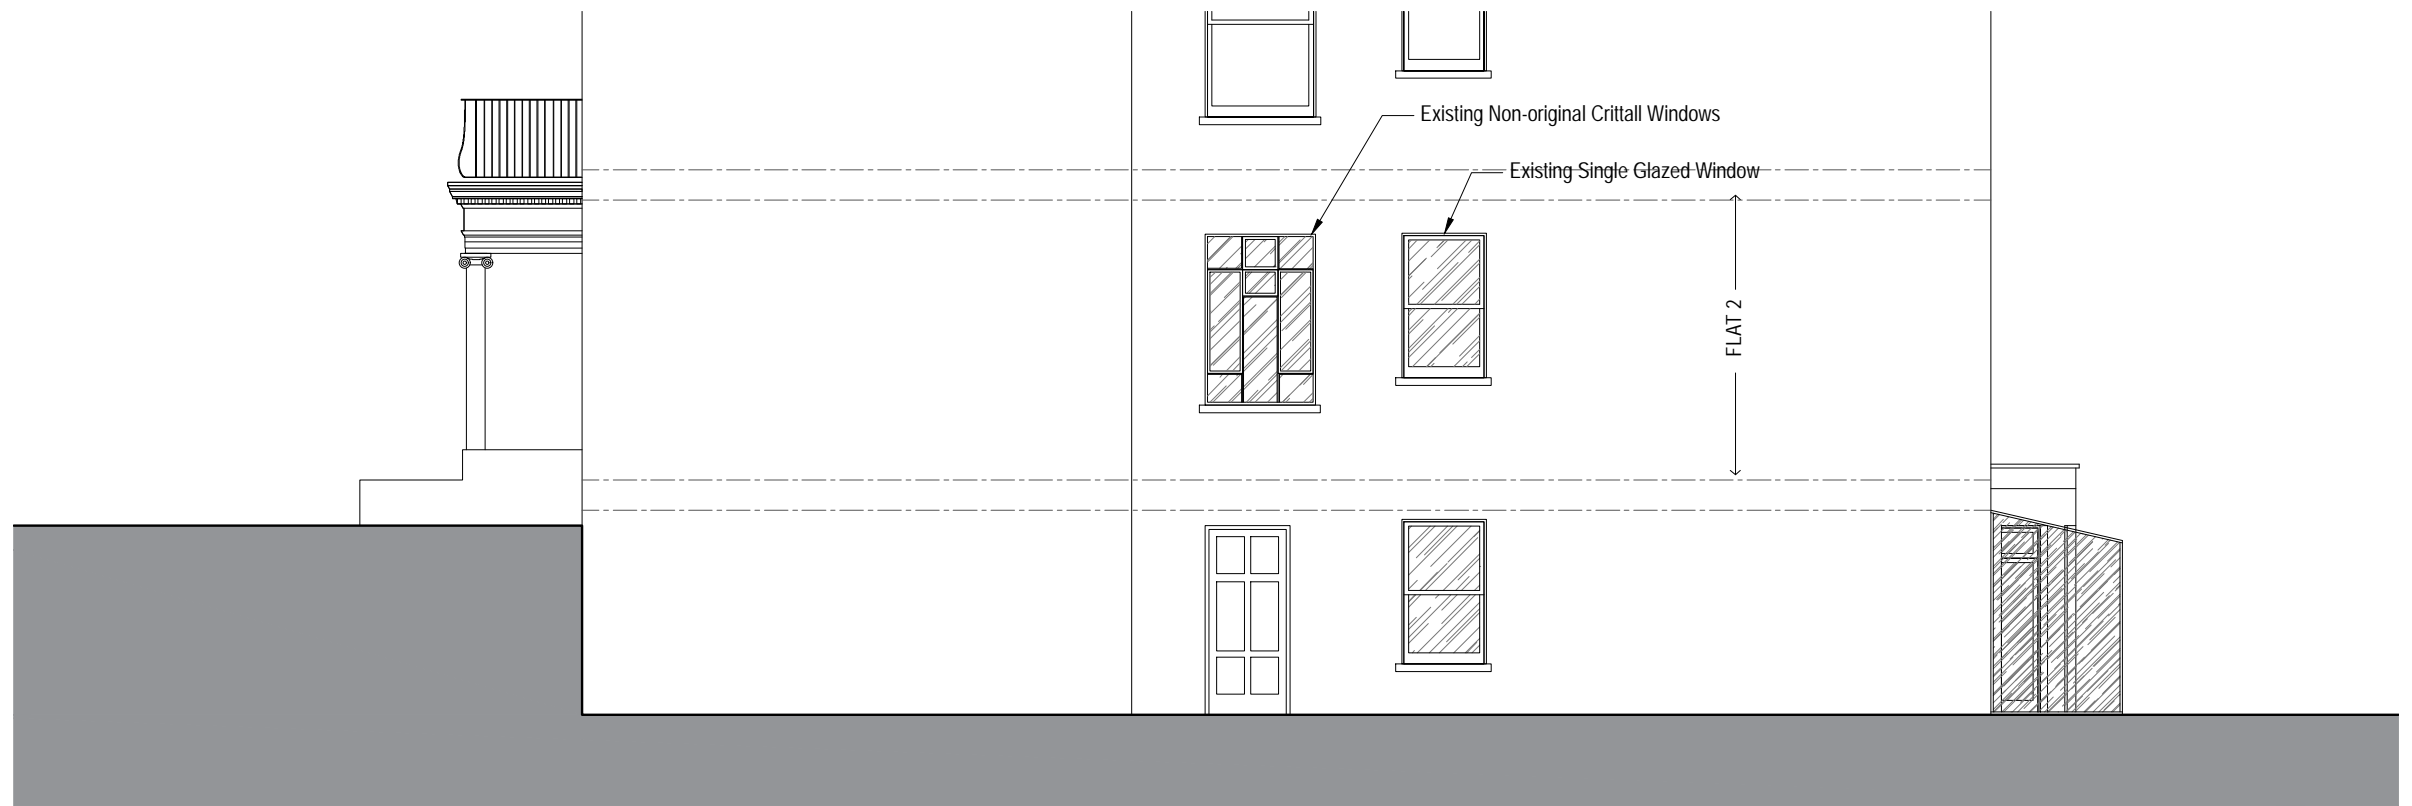 Existing Non-original Crittall Windows
Existing Single Glazed Window
FLAT 2